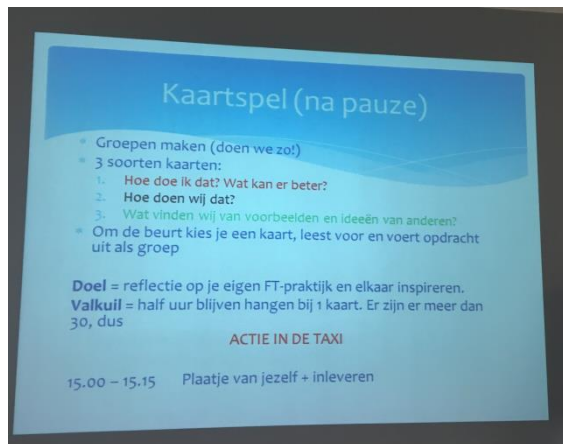 Kaartspel (na pauze)
Groepen maken (doen we zo!)
3 soorten kaarten:
1. Hoe doe ik dat? Wat kan er beter?
2. Hoe doen wij dat?
3. Wat vinden wij van voorbeelden en ideeën van anderen?
Om de beurt kies je een kaart, leest voor en voert opdracht
uit als groep
Doel = reflectie op je eigen FT-praktijk en elkaar inspireren.
Valkuil = half uur blijven hangen bij 1 kaart. Er zijn er meer dan
30, dus
ACTIE IN DE TAXI
15.00 – 15.15 Plaatje van jezelf + inleveren